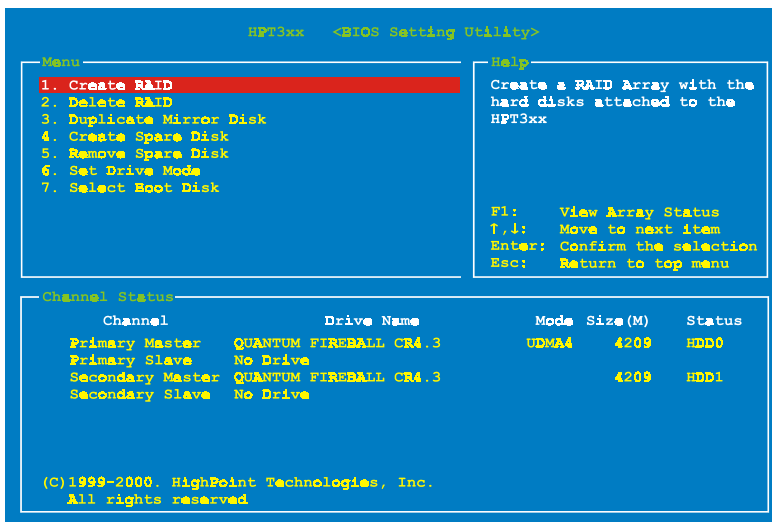 HPT3xx <BIOS Setting Utility>
Menu
1. Create RAID
2. Delete RAID
3. Duplicate Mirror Disk
4. Create Spare Disk
5. Remove Spare Disk
6. Set Drive Mode
7. Select Boot Disk
Help
Create a RAID Array with the
hard disks attached to the
HPT3xx
F1: View Array Status
↑,↓: Move to next item
Enter: Confirm the selection
Esc: Return to top menu
Channel Status
Channel Drive Name Mode Size(M) Status
Primary Master QUANTUM FIREBALL CR4.3 UDMA4 4209 HDD0
Primary Slave No Drive
Secondary Master QUANTUM FIREBALL CR4.3 4209 HDD1
Secondary Slave No Drive
(C)1999-2000. HighPoint Technologies, Inc.
All rights reserved